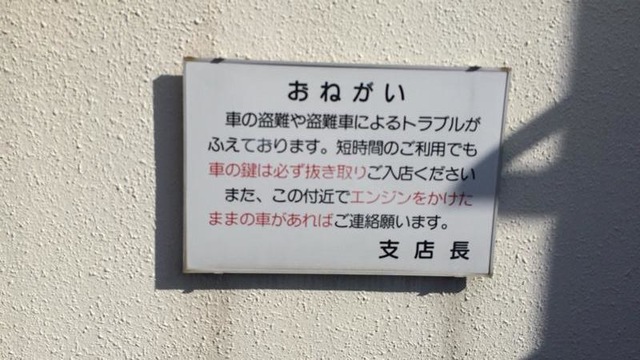 おねがい
車の盗難や盗難車によるトラブルが
ふえております。短時間のご利用でも
車の鍵は必ず抜き取りご入店ください
また、この付近でエンジンをかけた
ままの車があればご連絡願います。
支店長